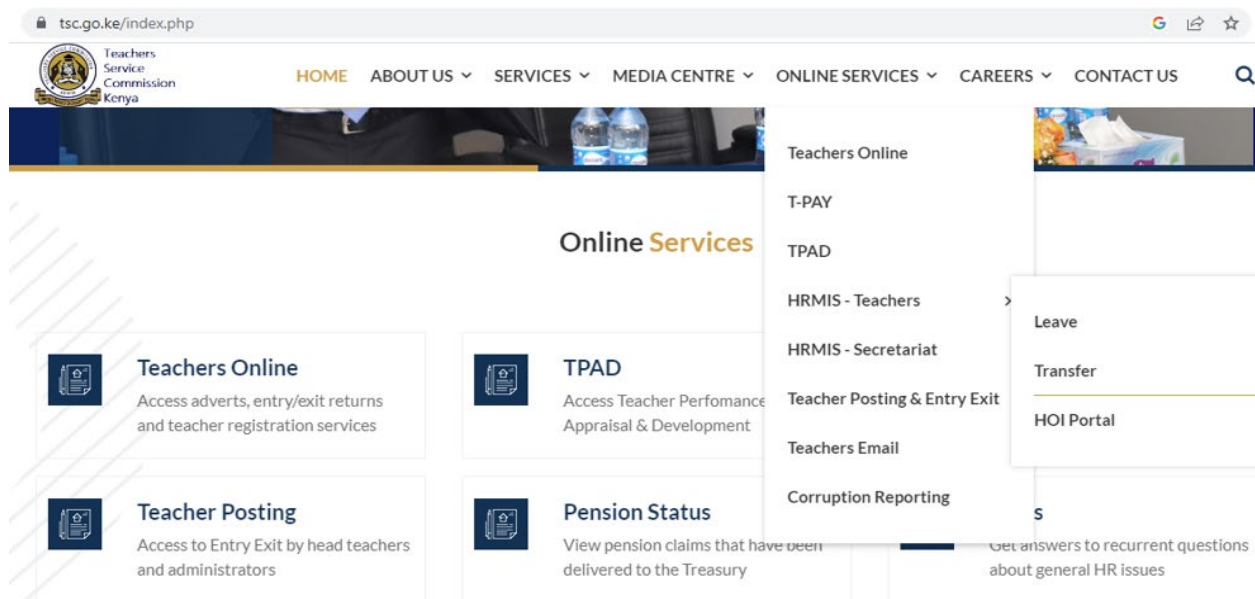 tsc.go.ke/index.php
Teachers
Service
Commission
Kenya
HOME ABOUT US SERVICES MEDIA CENTRE ONLINE SERVICES CAREERS CONTACT US
Teachers Online
T-PAY
TPAD
HRMIS - Teachers
HRMIS - Secretariat
Teacher Posting & Entry Exit
Teachers Email
Corruption Reporting
Leave
Transfer
HOI Portal
Online Services
Teachers Online
Access adverts, entry/exit returns
and teacher registration services
TPAD
Access Teacher Perfomance
Appraisal & Development
Teacher Posting
Access to Entry Exit by head teachers
and administrators
Pension Status
View pension claims that have been
delivered to the Treasury
s
Get answers to recurrent questions
about general HR issues